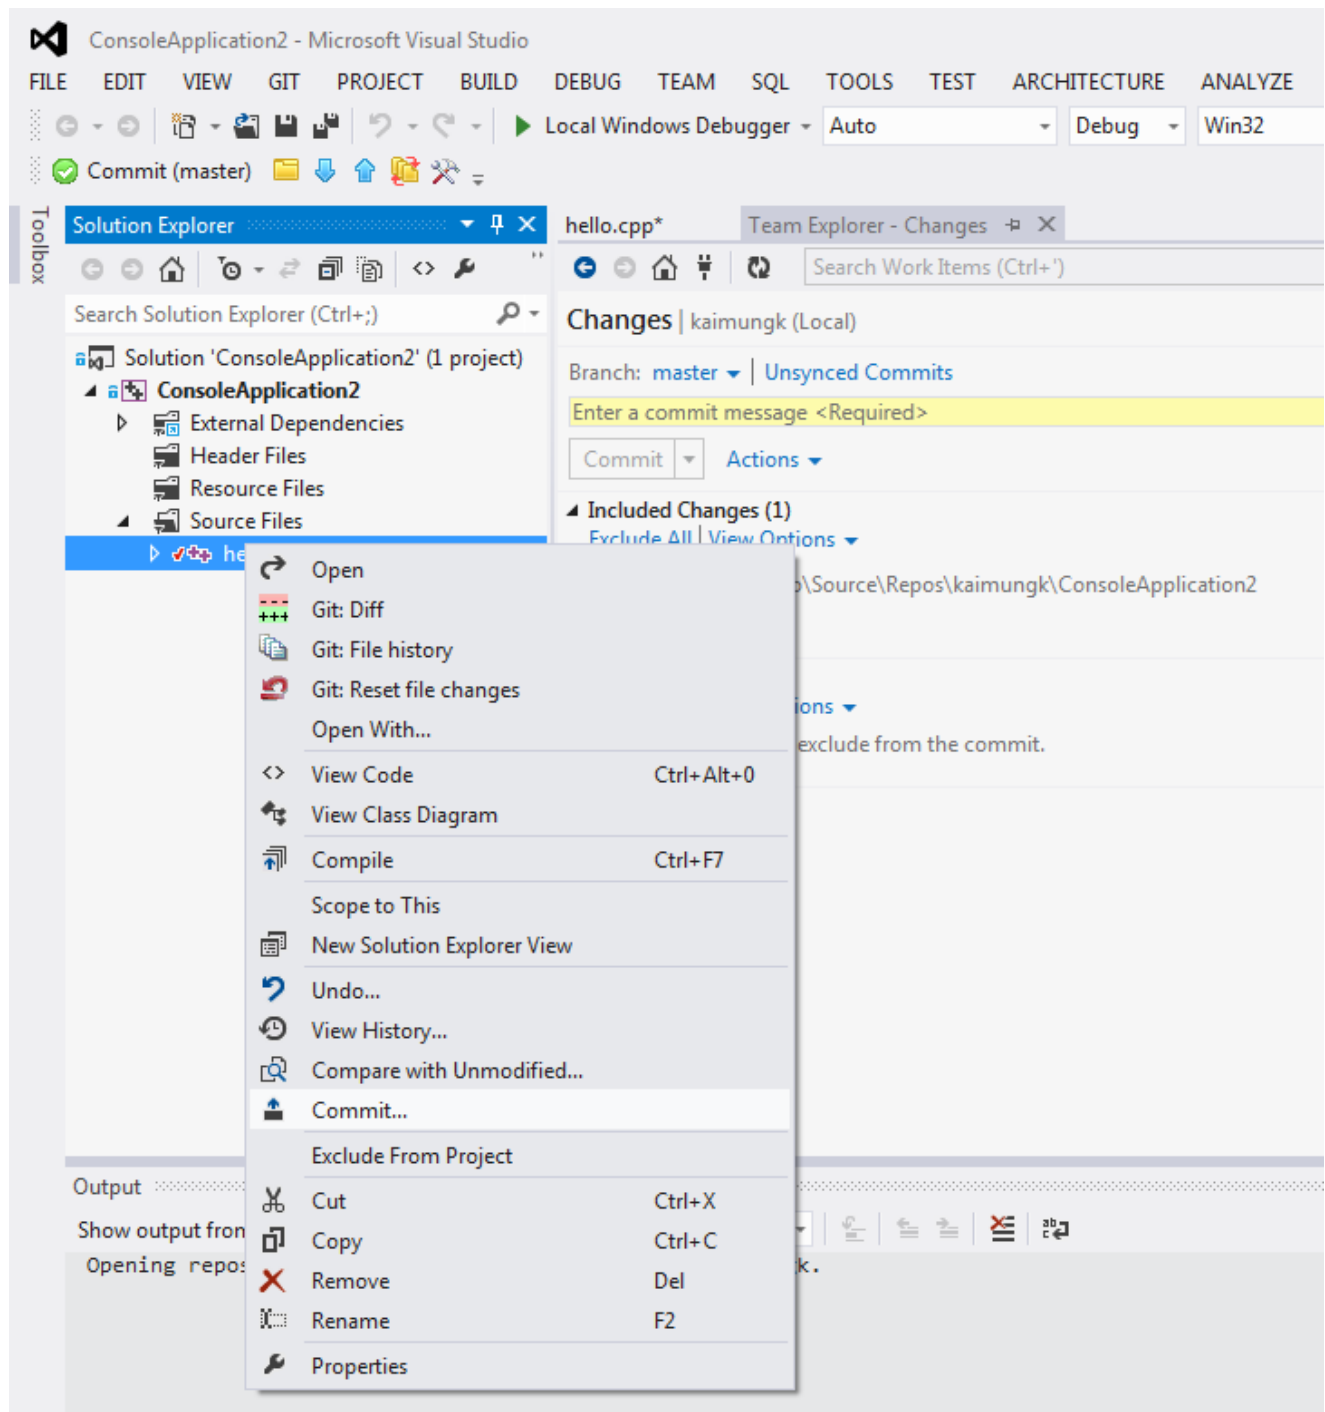 ConsoleApplication2 - Microsoft Visual Studio
FILE EDIT VIEW GIT PROJECT BUILD DEBUG TEAM SQL TOOLS TEST ARCHITECTURE ANALYZE
Local Windows Debugger Auto Debug Win32
Commit (master)
Toolbox
Solution Explorer
Search Solution Explorer (Ctrl+;)
Solution 'ConsoleApplication2' (1 project)
ConsoleApplication2
External Dependencies
Header Files
Resource Files
Source Files
he
hello.cpp* Team Explorer - Changes
Search Work Items (Ctrl+')
Changes | kaimungk (Local)
Branch: master | Unsynced Commits
Enter a commit message <Required>
Commit Actions
Included Changes (1)
Exclude All | View Options
\Source\Repos\kaimungk\ConsoleApplication2
ions
exclude from the commit.
Open
Git: Diff
Git: File history
Git: Reset file changes
Open With...
View Code Ctrl+Alt+0
View Class Diagram
Compile Ctrl+F7
Scope to This
New Solution Explorer View
Undo...
View History...
Compare with Unmodified...
Commit...
Exclude From Project
Cut Ctrl+X
Copy Ctrl+C
Remove Del
Rename F2
Properties
Output
Show output from
Opening repos
k.